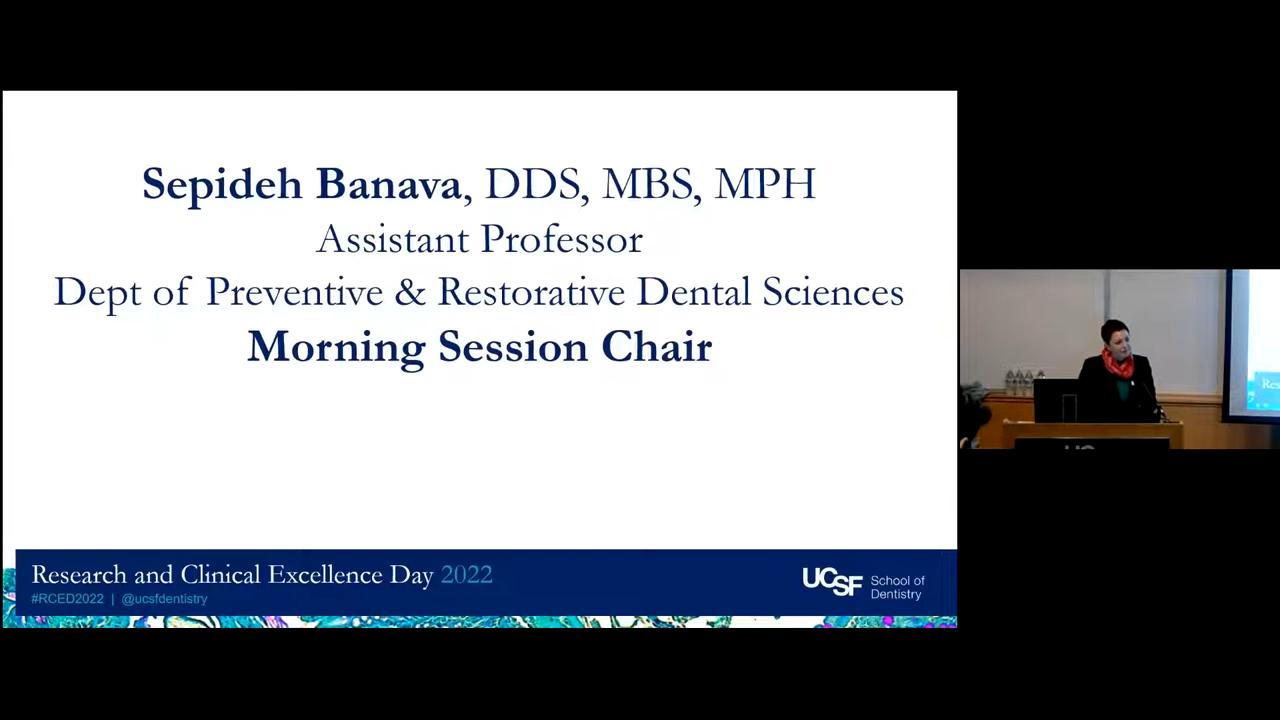 Sepideh Banava, DDS, MBS, MPH
Assistant Professor
Dept of Preventive & Restorative Dental Sciences
Morning Session Chair
Research and Clinical Excellence Day 2022
#RCED2022 | @ucsfdentistry
UCSF School of
Dentistry